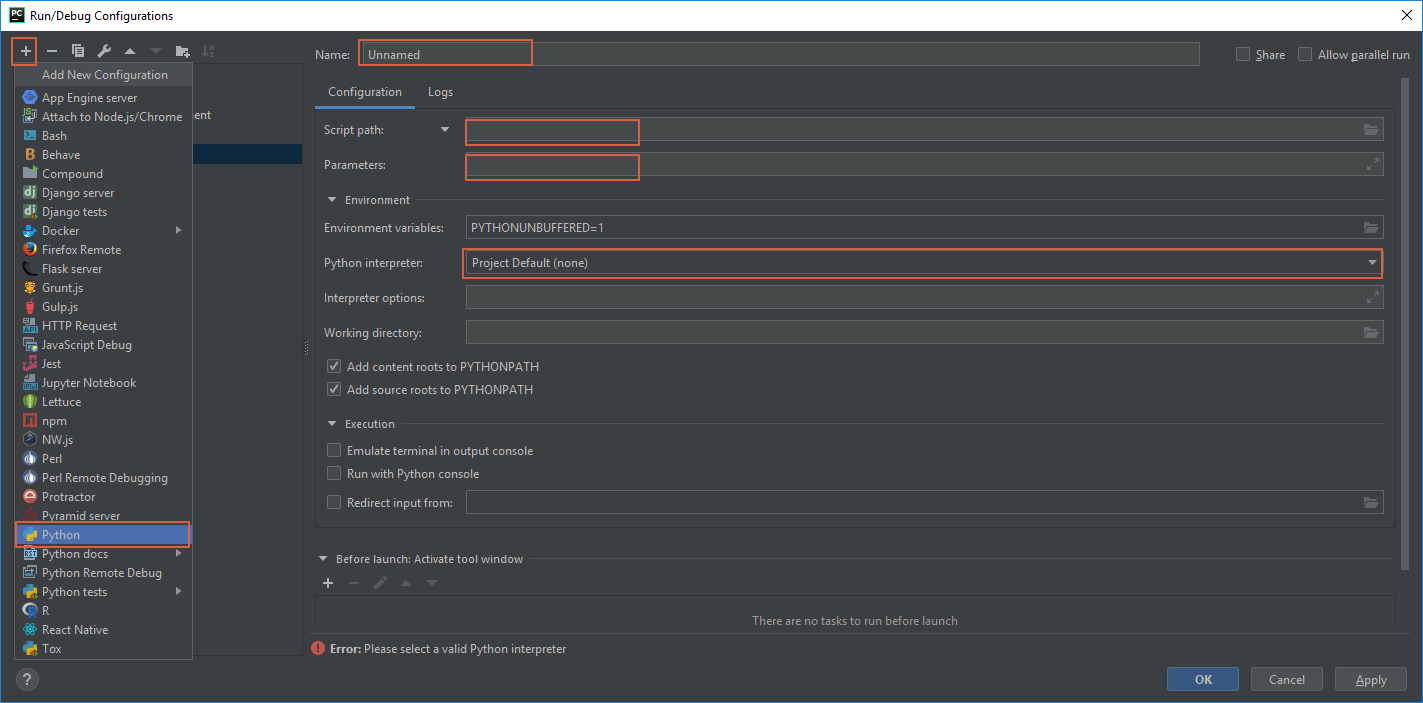 PC Run/Debug Configurations
Name: Unnamed
Share
Allow parallel run
Add New Configuration
App Engine server
Attach to Node.js/Chrome
Bash
Behave
Compound
Django server
Django tests
Docker
Firefox Remote
Flask server
Grunt.js
Gulp.js
HTTP Request
JavaScript Debug
Jest
Jupyter Notebook
Lettuce
npm
NW.js
Perl
Perl Remote Debugging
Protractor
Pyramid server
Python
Python docs
Python Remote Debug
Python tests
R
React Native
Tox
nent
Configuration Logs
Script path:
Parameters:
Environment
Environment variables: PYTHONUNBUFFERED=1
Python interpreter: Project Default (none)
Interpreter options:
Working directory:
Add content roots to PYTHONPATH
Add source roots to PYTHONPATH
Execution
Emulate terminal in output console
Run with Python console
Redirect input from:
Before launch: Activate tool window
There are no tasks to run before launch
Error: Please select a valid Python interpreter
?
OK Cancel Apply